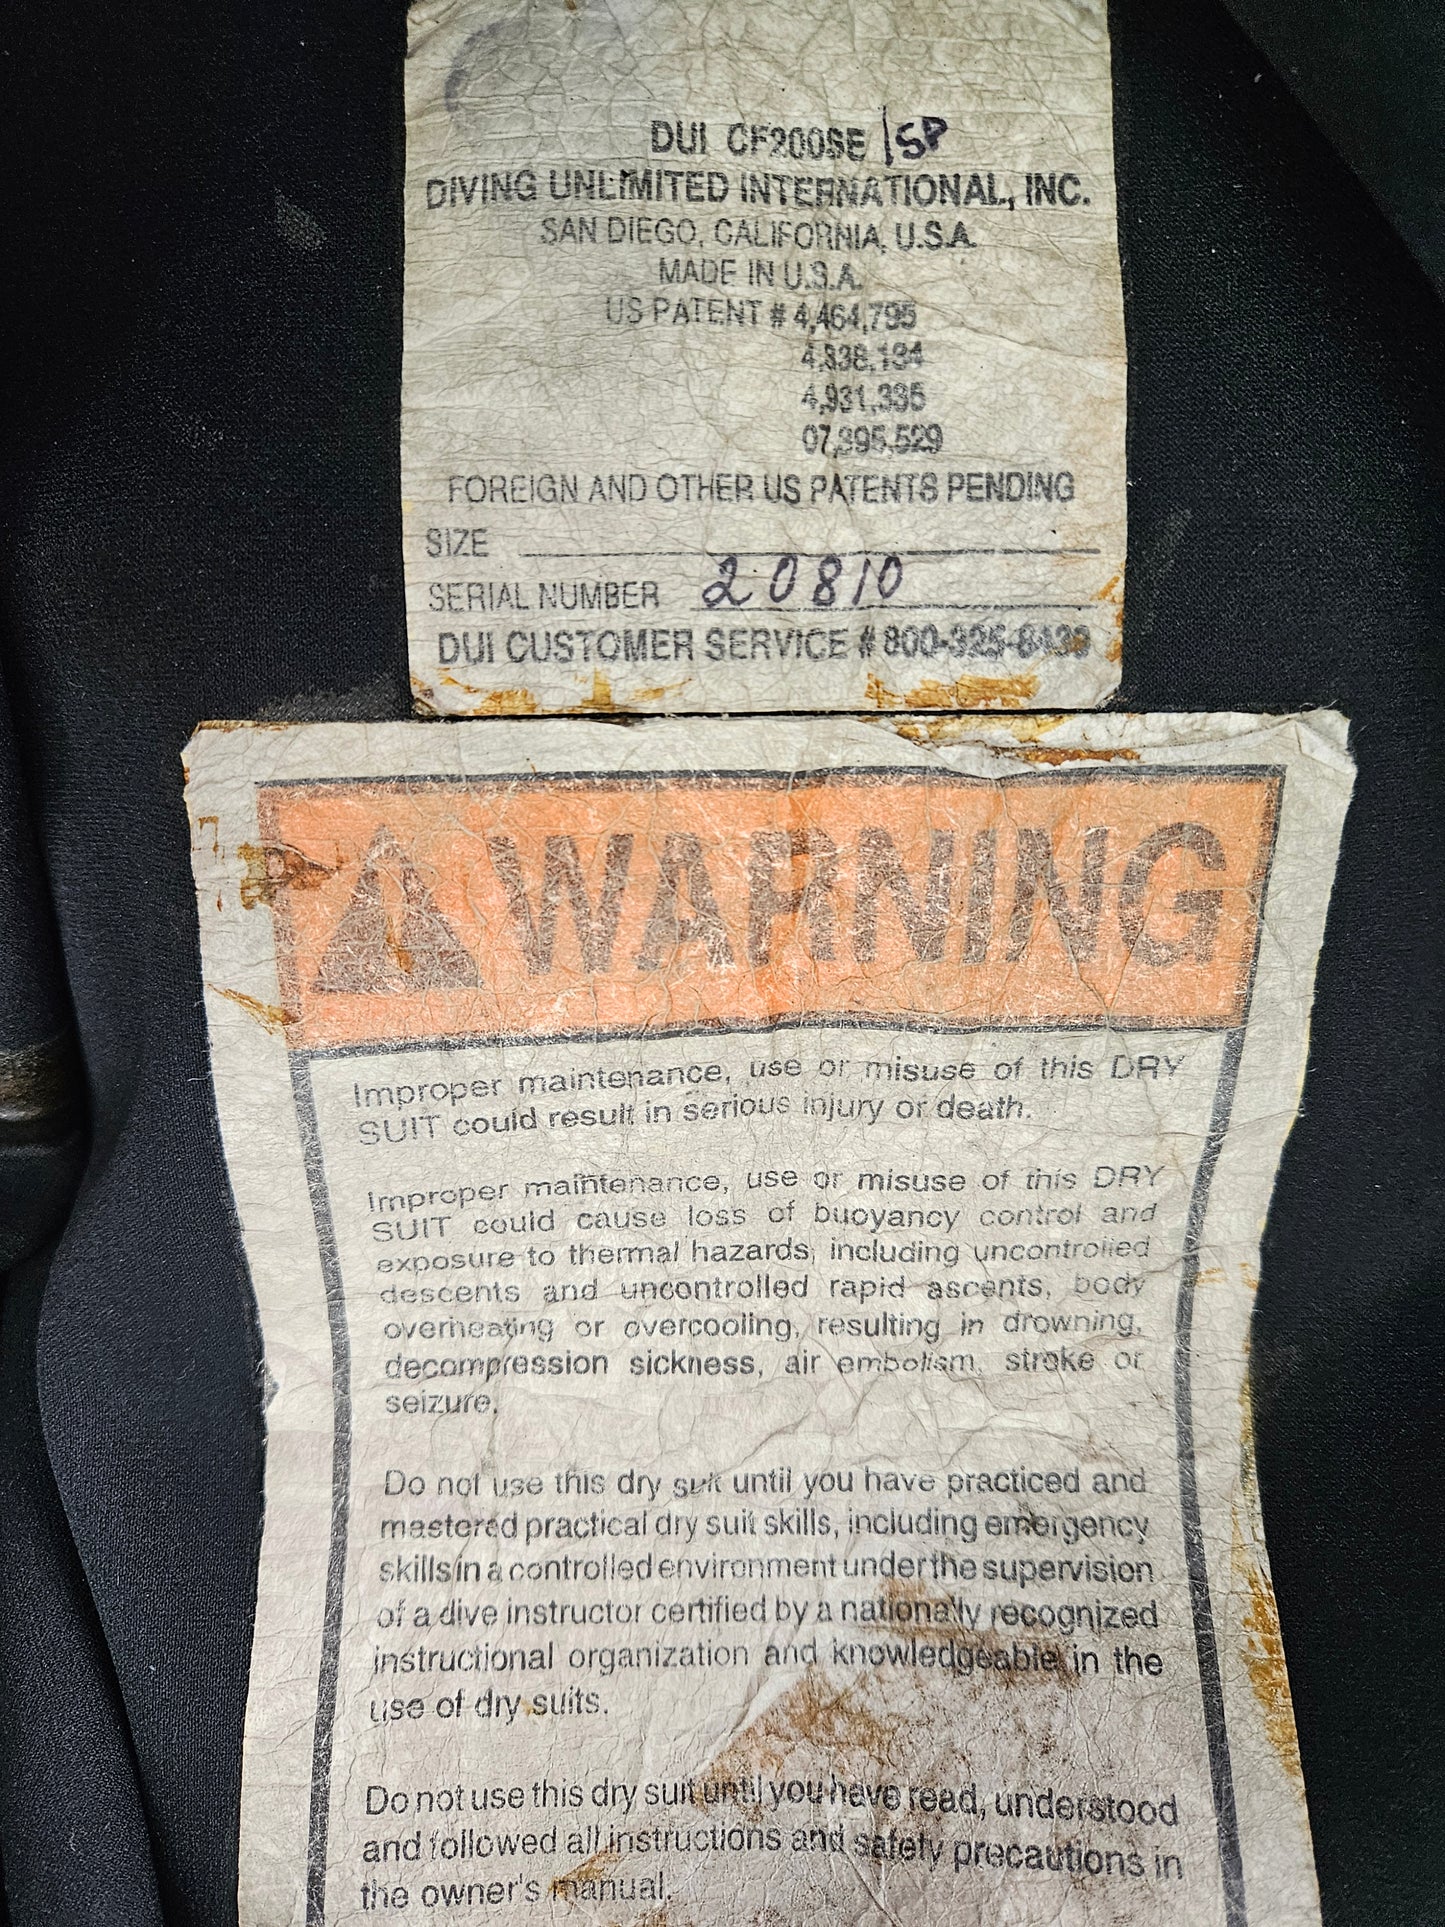 DUI CF200SE /SP
DIVING UNLIMITED INTERNATIONAL, INC.
SAN DIEGO, CALIFORNIA, U.S.A.
MADE IN U.S.A.
US PATENT # 4,464,795
4,838,134
4,931,335
07,395,529
FOREIGN AND OTHER US PATENTS PENDING
SIZE
SERIAL NUMBER 20810
DUI CUSTOMER SERVICE # 800-325-8439
WARNING
Improper maintenance, use or misuse of this DRY
SUIT could result in serious injury or death.
Improper maintenance, use or misuse of this DRY
SUIT could cause loss of buoyancy control and
exposure to thermal hazards, including uncontrolled
descents and uncontrolled rapid ascents, body
overheating or overcooling, resulting in drowning,
decompression sickness, air embolism, stroke or
seizure.
Do not use this dry suit until you have practiced and
mastered practical dry suit skills, including emergency
skills in a controlled environment under the supervision
of a dive instructor certified by a nationally recognized
instructional organization and knowledgeable in the
use of dry suits.
Do not use this dry suit until you have read, understood
and followed all instructions and safety precautions in
the owner's manual.